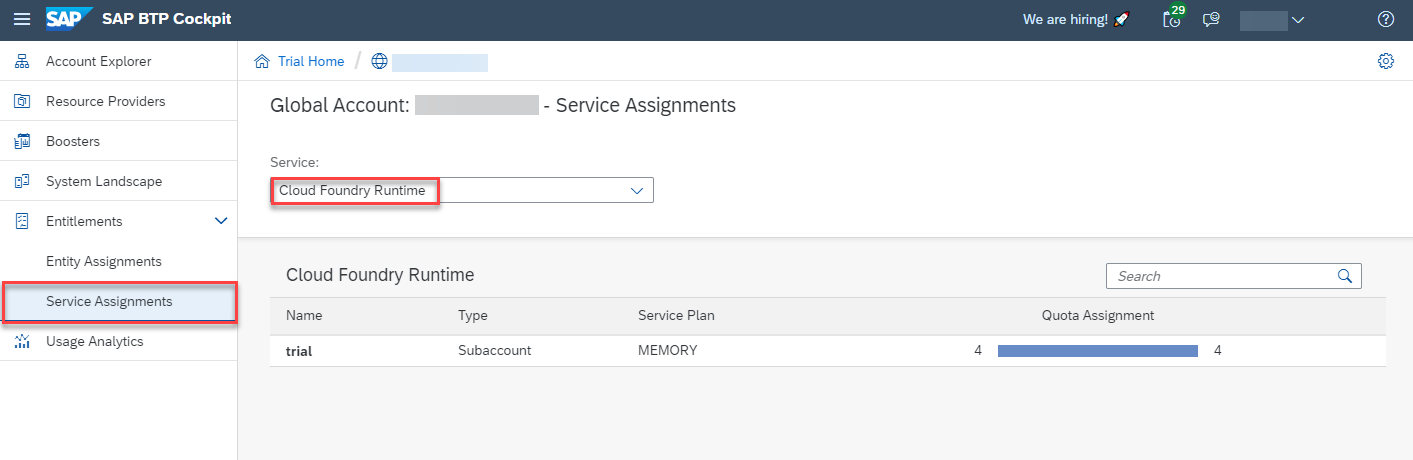 SAP SAP BTP Cockpit We are hiring! 29
Account Explorer
Resource Providers
Boosters
System Landscape
Entitlements
Entity Assignments
Service Assignments
Usage Analytics
Trial Home /
Global Account: - Service Assignments
Service:
Cloud Foundry Runtime
Cloud Foundry Runtime Search
Name Type Service Plan Quota Assignment
trial Subaccount MEMORY 4 4